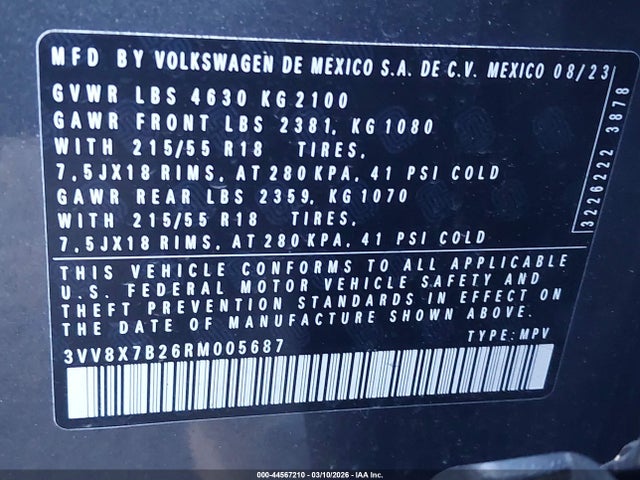 MFD BY VOLKSWAGEN DE MEXICO S.A. DE C.V. MEXICO 08/23
GVWR LBS 4630 KG 2100
GAWR FRONT LBS 2381, KG 1080
WITH 215/55 R18 TIRES,
7,5JX18 RIMS, AT 280 KPA, 41 PSI COLD
GAWR REAR LBS 2359, KG 1070
WITH 215/55 R18 TIRES,
7,5JX18 RIMS, AT 280 KPA, 41 PSI COLD
3226222 3878
THIS VEHICLE CONFORMS TO ALL APPLICABLE
U.S. FEDERAL MOTOR VEHICLE SAFETY AND
THEFT PREVENTION STANDARDS IN EFFECT ON
THE DATE OF MANUFACTURE SHOWN ABOVE.
3VV8X7B26RM005687
TYPE: MPV
000-44567210 - 03/10/2026 - IAA Inc.